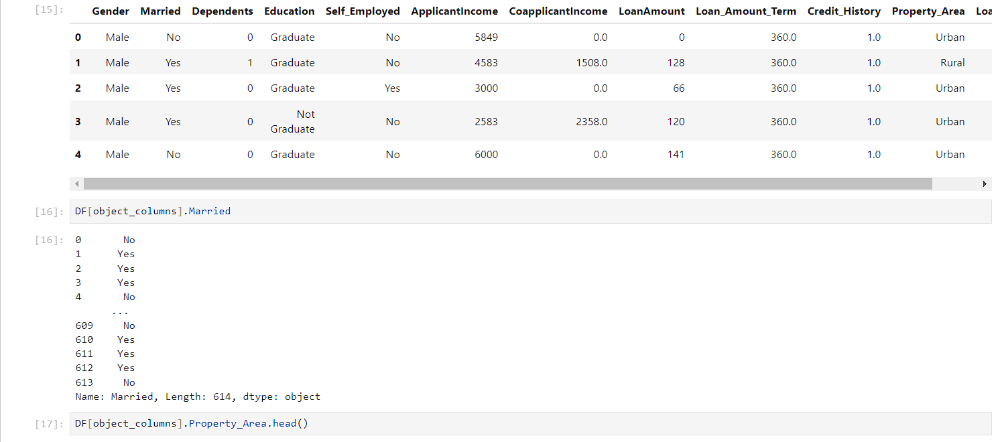 [15]: Gender Married Dependents Education Self_Employed ApplicantIncome CoapplicantIncome LoanAmount Loan_Amount_Term Credit_History Property_Area Loa
0 Male No 0 Graduate No 5849 0.0 0 360.0 1.0 Urban
1 Male Yes 1 Graduate No 4583 1508.0 128 360.0 1.0 Rural
2 Male Yes 0 Graduate Yes 3000 0.0 66 360.0 1.0 Urban
3 Male Yes 0 Not Graduate No 2583 2358.0 120 360.0 1.0 Urban
4 Male No 0 Graduate No 6000 0.0 141 360.0 1.0 Urban
[16]: DF[object_columns].Married
[16]: 0 No
1 Yes
2 Yes
3 Yes
4 No
...
609 No
610 Yes
611 Yes
612 Yes
613 No
Name: Married, Length: 614, dtype: object
[17]: DF[object_columns].Property_Area.head()